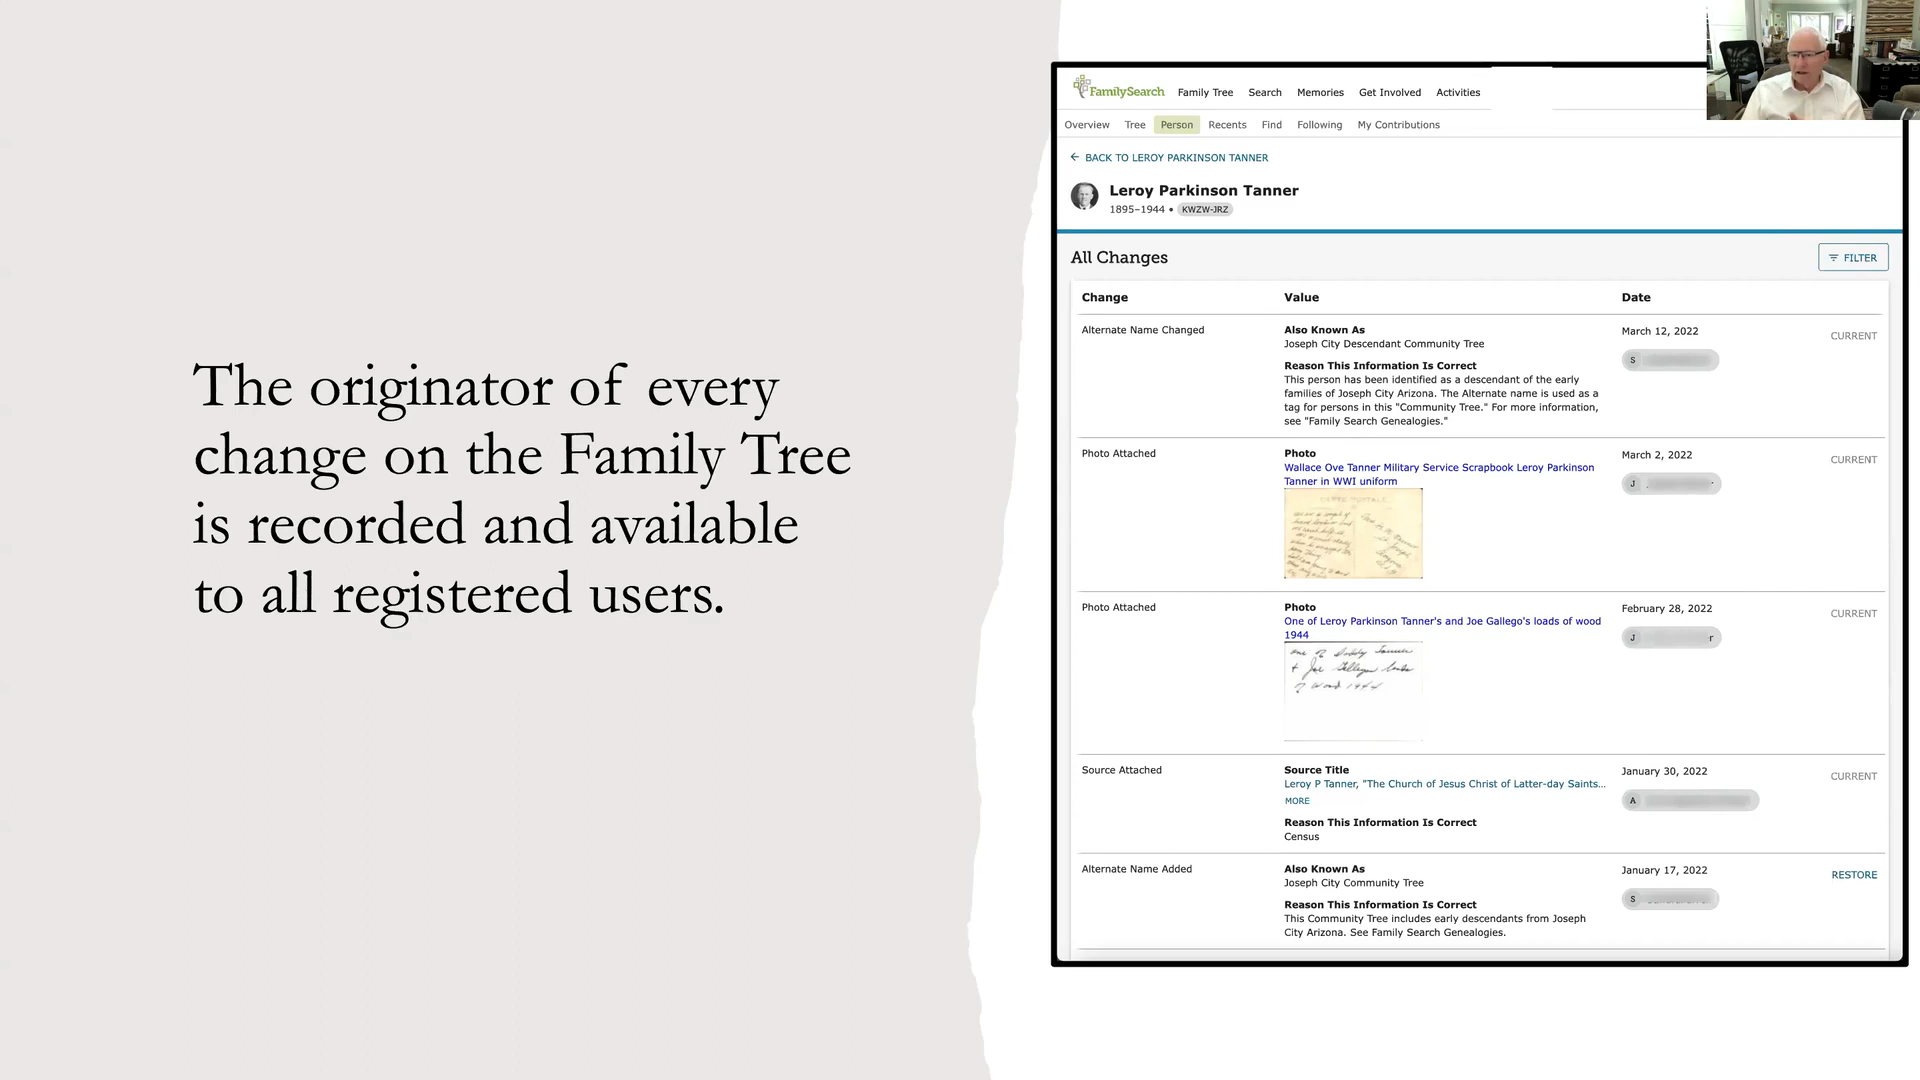 The originator of every
change on the Family Tree
is recorded and available
to all registered users.
FamilySearch Family Tree Search Memories Get Involved Activities
Overview Tree Person Recents Find Following My Contributions
BACK TO LEROY PARKINSON TANNER
Leroy Parkinson Tanner
1895–1944 • KWZW-JRZ
All Changes
FILTER
Change Value Date
Alternate Name Changed
Also Known As
Joseph City Descendant Community Tree
Reason This Information Is Correct
This person has been identified as a descendant of the early
families of Joseph City Arizona. The Alternate name is used as a
tag for persons in this "Community Tree." For more information,
see "Family Search Genealogies."
March 12, 2022
S
CURRENT
Photo Attached
Photo
Wallace Ove Tanner Military Service Scrapbook Leroy Parkinson
Tanner in WWI uniform
March 2, 2022
J
CURRENT
Photo Attached
Photo
One of Leroy Parkinson Tanner's and Joe Gallego's loads of wood
1944
one of Daddy Tanner
+ Joe Gallegos loads
of wood 1944
February 28, 2022
J r
CURRENT
Source Attached
Source Title
Leroy P Tanner, "The Church of Jesus Christ of Latter-day Saints...
MORE
Reason This Information Is Correct
Census
January 30, 2022
A
CURRENT
Alternate Name Added
Also Known As
Joseph City Community Tree
Reason This Information Is Correct
This Community Tree includes early descendants from Joseph
City Arizona. See Family Search Genealogies.
January 17, 2022
S
RESTORE